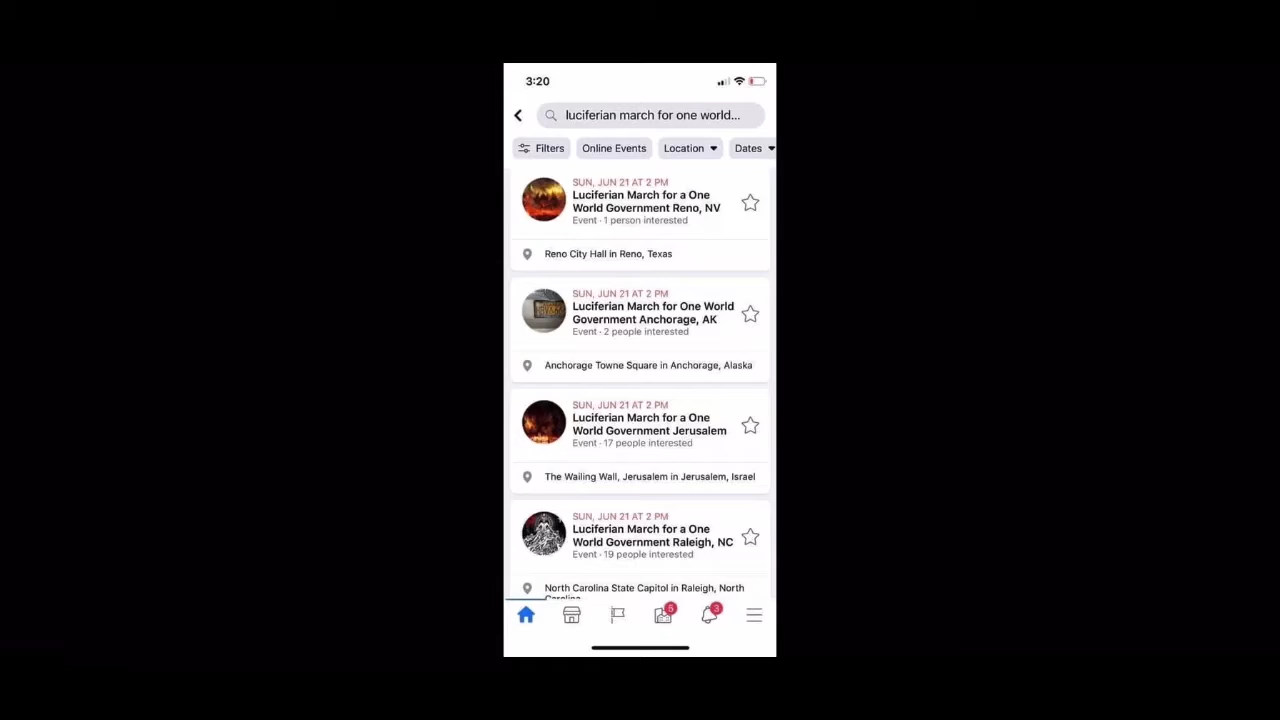 3:20
luciferian march for one world...
Filters
Online Events
Location
Dates
SUN, JUN 21 AT 2 PM
Luciferian March for a One
World Government Reno, NV
Event · 1 person interested
Reno City Hall in Reno, Texas
SUN, JUN 21 AT 2 PM
Luciferian March for One World
Government Anchorage, AK
Event · 2 people interested
Anchorage Towne Square in Anchorage, Alaska
SUN, JUN 21 AT 2 PM
Luciferian March for a One
World Government Jerusalem
Event · 17 people interested
The Wailing Wall, Jerusalem in Jerusalem, Israel
SUN, JUN 21 AT 2 PM
Luciferian March for a One
World Government Raleigh, NC
Event · 19 people interested
North Carolina State Capitol in Raleigh, North
Carolina
5
3